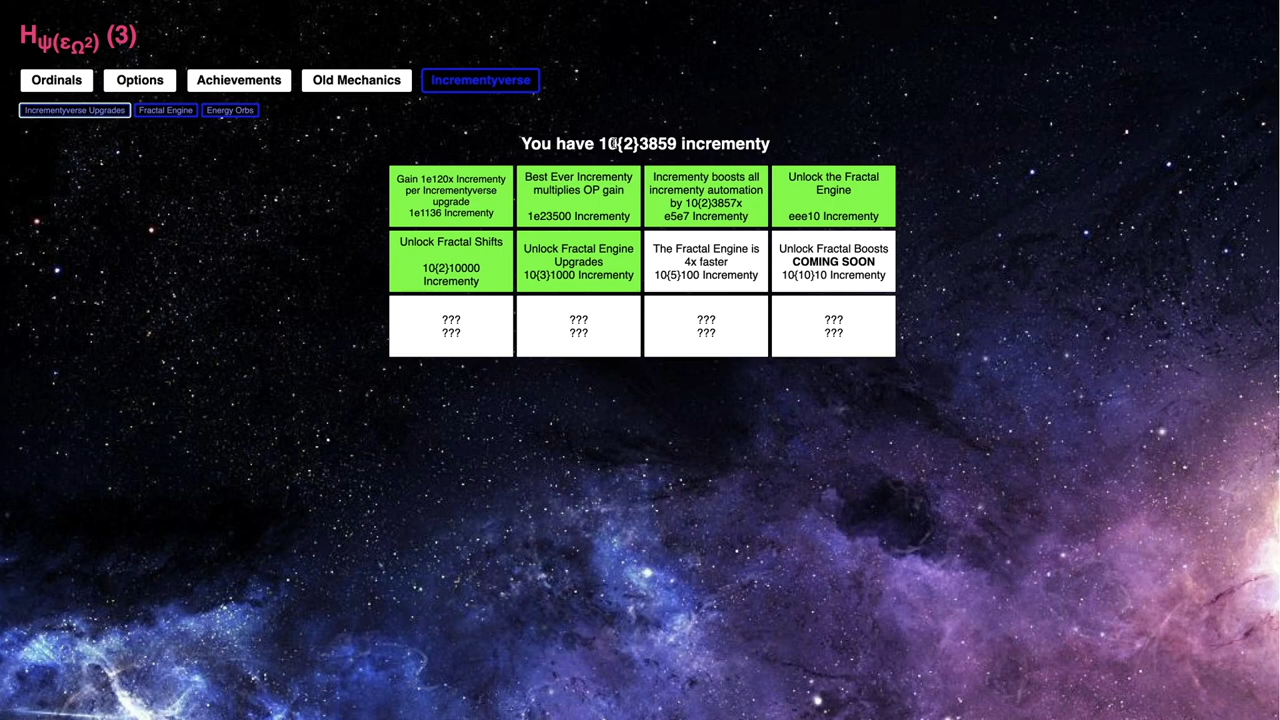 H_ψ(ε_Ω²) (3)
Ordinals Options Achievements Old Mechanics Incrementyverse
Incrementyverse Upgrades Fractal Engine Energy Orbs
You have 10{2}3859 incrementy
Gain 1e120x Incrementy
per Incrementyverse
upgrade
1e1136 Incrementy
Best Ever Incrementy
multiplies OP gain
1e23500 Incrementy
Incrementy boosts all
incrementy automation
by 10{2}3857x
e5e7 Incrementy
Unlock the Fractal
Engine
eee10 Incrementy
Unlock Fractal Shifts
10{2}10000
Incrementy
Unlock Fractal Engine
Upgrades
10{3}1000 Incrementy
The Fractal Engine is
4x faster
10{5}100 Incrementy
Unlock Fractal Boosts
COMING SOON
10{10}10 Incrementy
???
???
???
???
???
???
???
???